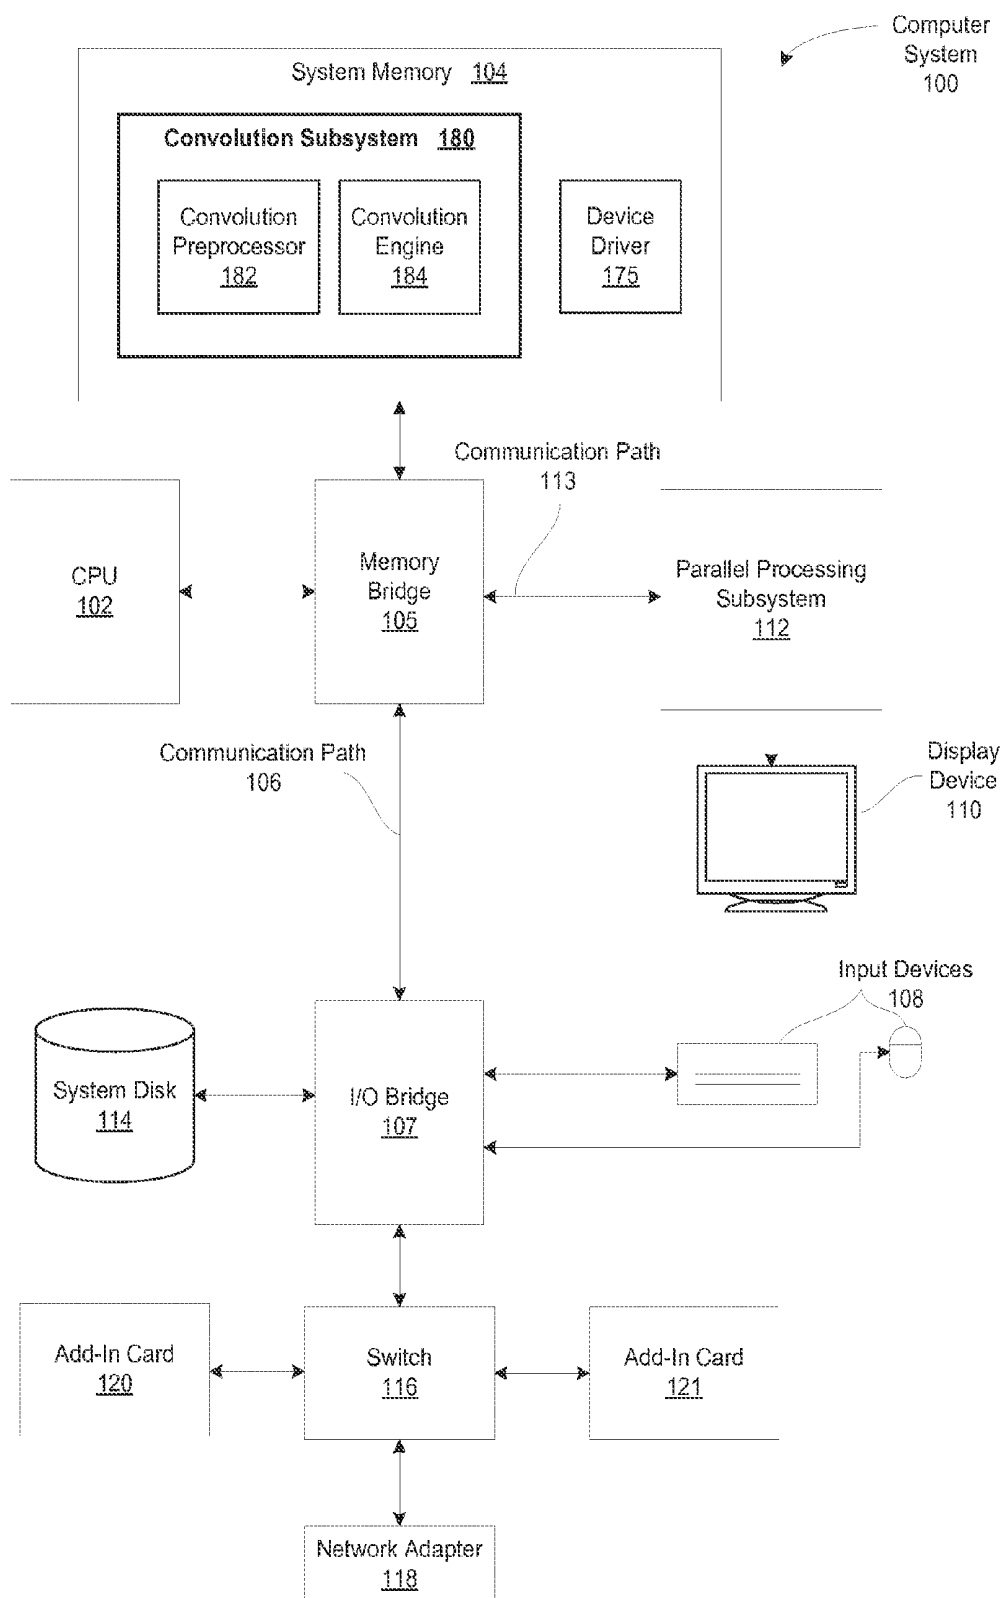 Computer
System
100
System Memory 104
Convolution Subsystem 180
Convolution
Preprocessor
182
Convolution
Engine
184
Device
Driver
175
Communication Path
113
CPU
102
Memory
Bridge
105
Parallel Processing
Subsystem
112
Communication Path
106
Display
Device
110
Input Devices
108
System Disk
114
I/O Bridge
107
Add-In Card
120
Switch
116
Add-In Card
121
Network Adapter
118